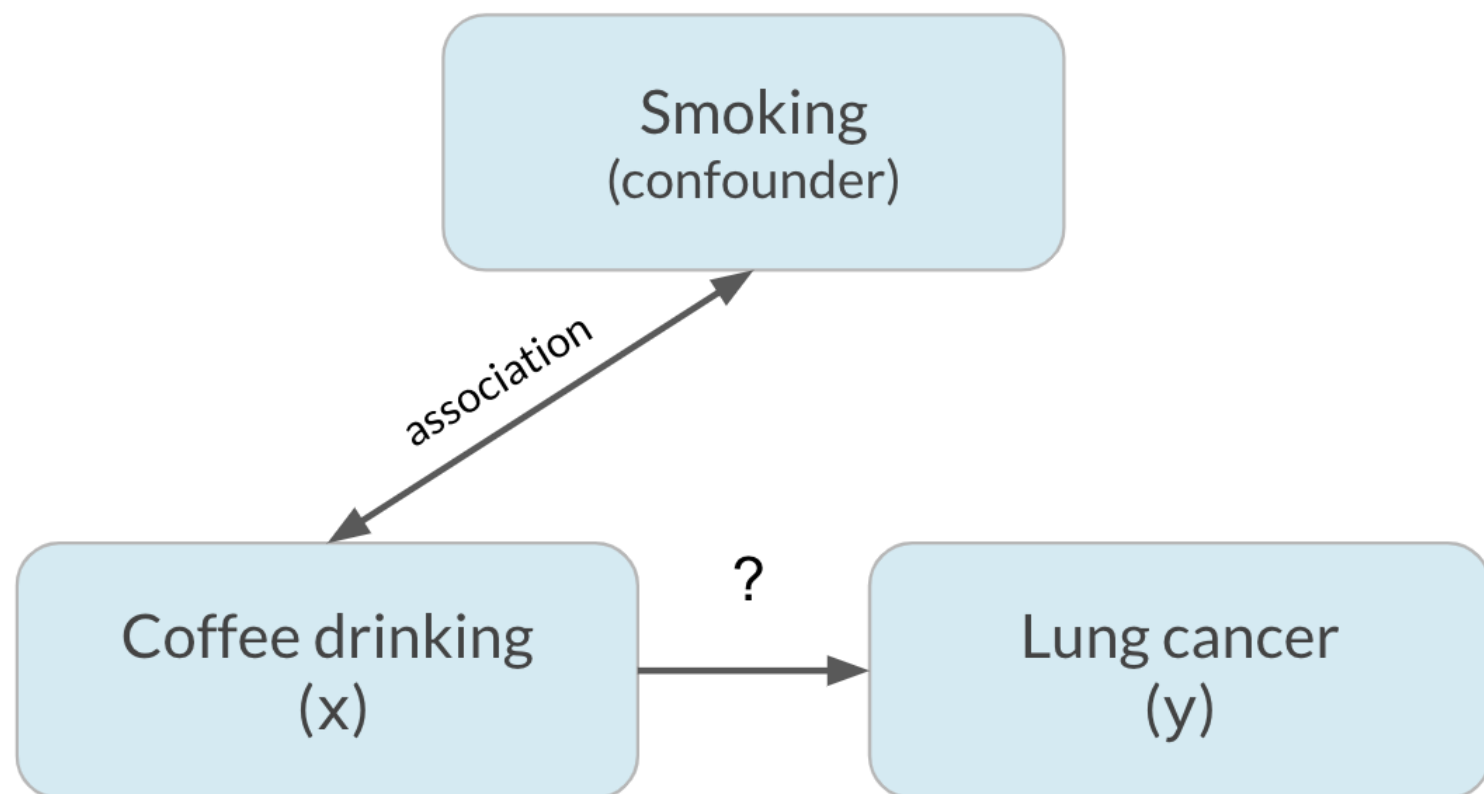 Smoking
(confounder)
association
?
Coffee drinking
(x)
Lung cancer
(y)